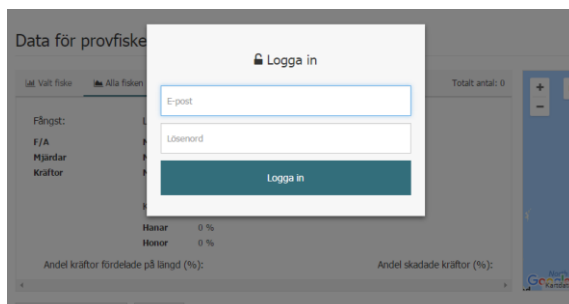 Data för provfiske
Logga in
Valt fiske
Alla fisken
Totalt antal: 0
E-post
Lösenord
Logga in
Fångst:
F/A
Mjärdar
Kräftor
Hanar 0 %
Honor 0 %
Andel kräftor fördelade på längd (%):
Andel skadade kräftor (%):
+
−